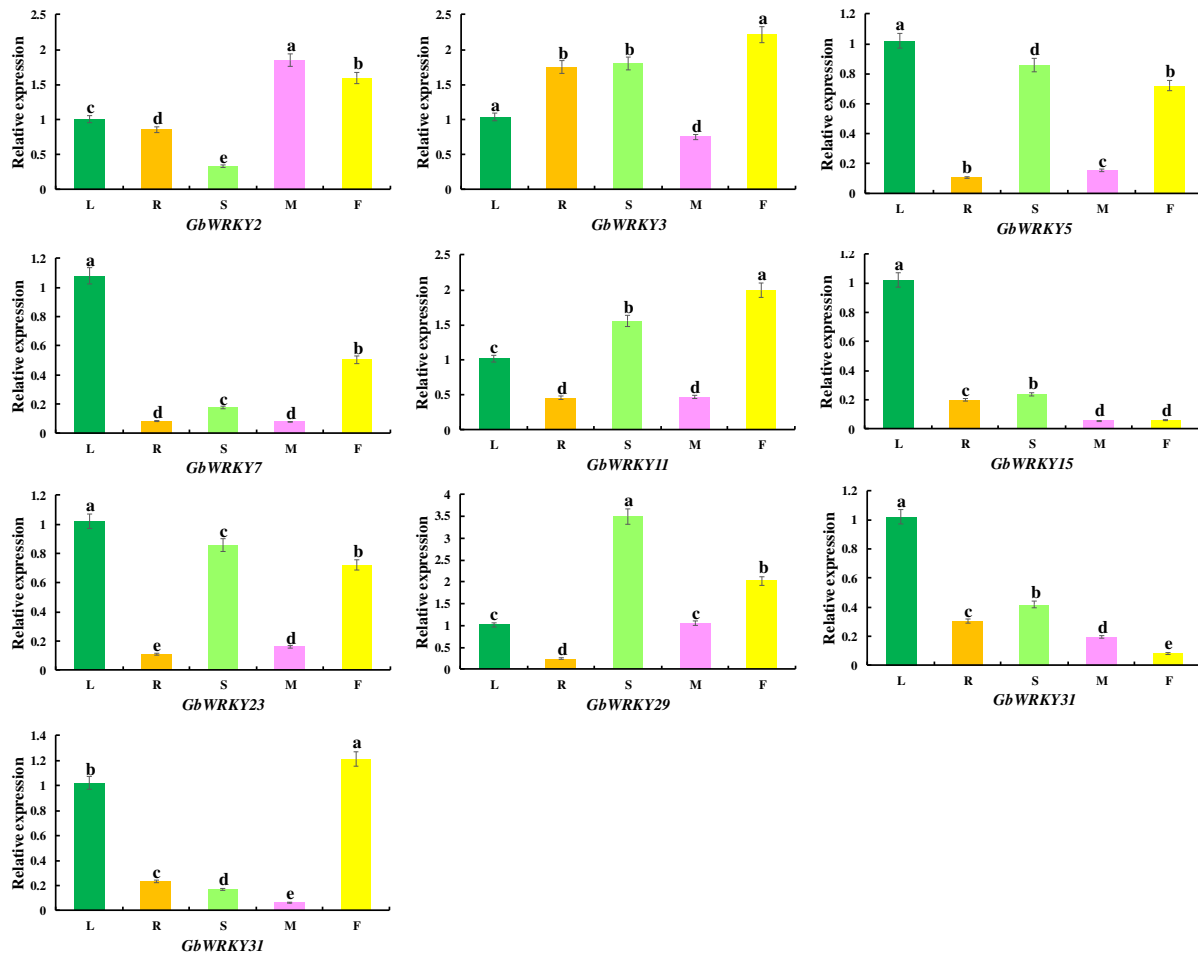 Relative expression
2.5
2
1.5
1
0.5
0
c
d
e
a
b
L R S M F
GbWRKY2
Relative expression
2.5
2
1.5
1
0.5
0
a
b
b
d
a
L R S M F
GbWRKY3
Relative expression
1.2
1
0.8
0.6
0.4
0.2
0
a
b
d
c
b
L R S M F
GbWRKY5
Relative expression
1.2
1
0.8
0.6
0.4
0.2
0
a
d
c
d
b
L R S M F
GbWRKY7
Relative expression
2.5
2
1.5
1
0.5
0
c
d
b
d
a
L R S M F
GbWRKY11
Relative expression
1.2
1
0.8
0.6
0.4
0.2
0
a
c
b
d
d
L R S M F
GbWRKY15
Relative expression
1.2
1
0.8
0.6
0.4
0.2
0
a
e
c
d
b
L R S M F
GbWRKY23
Relative expression
4
3.5
3
2.5
2
1.5
1
0.5
0
c
d
a
c
b
L R S M F
GbWRKY29
Relative expression
1.2
1
0.8
0.6
0.4
0.2
0
a
c
b
d
e
L R S M F
GbWRKY31
Relative expression
1.4
1.2
1
0.8
0.6
0.4
0.2
0
b
c
d
e
a
L R S M F
GbWRKY31